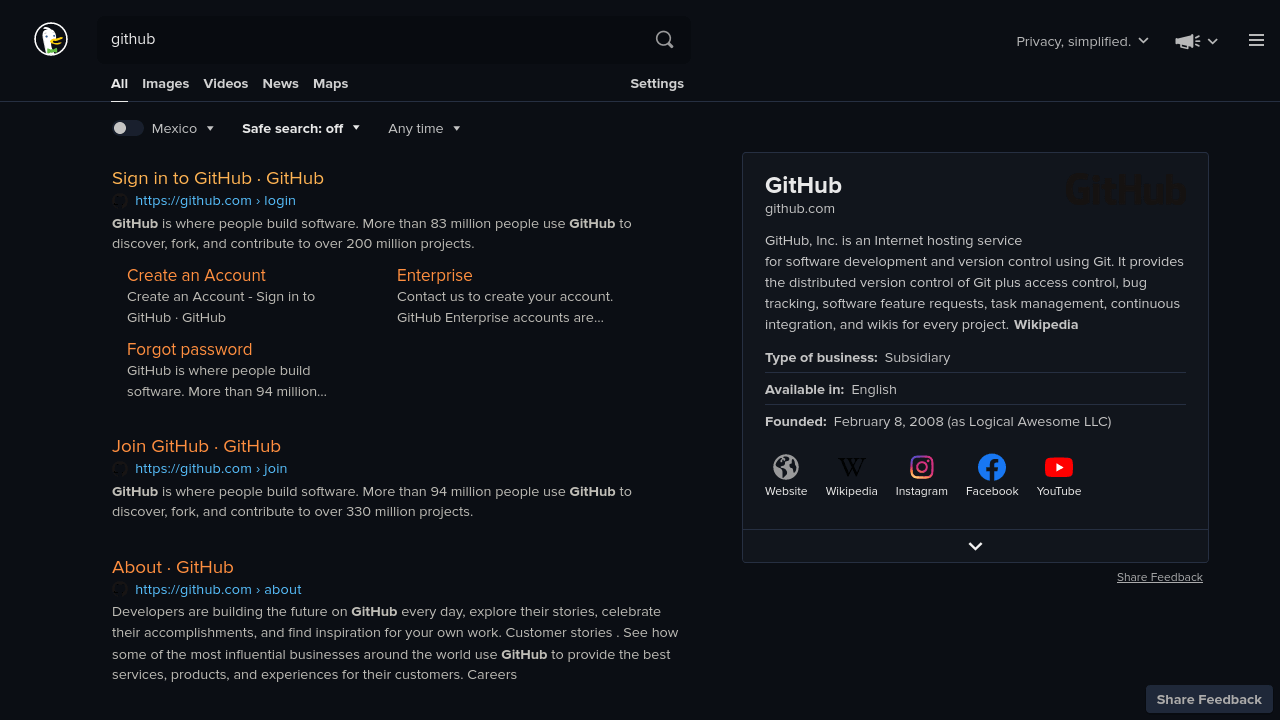 github
Privacy, simplified.
All Images Videos News Maps Settings
Mexico Safe search: off Any time
Sign in to GitHub · GitHub
https://github.com › login
GitHub is where people build software. More than 83 million people use GitHub to
discover, fork, and contribute to over 200 million projects.
Create an Account
Create an Account - Sign in to
GitHub · GitHub
Enterprise
Contact us to create your account.
GitHub Enterprise accounts are...
Forgot password
GitHub is where people build
software. More than 94 million...
Join GitHub · GitHub
https://github.com › join
GitHub is where people build software. More than 94 million people use GitHub to
discover, fork, and contribute to over 330 million projects.
About · GitHub
https://github.com › about
Developers are building the future on GitHub every day, explore their stories, celebrate
their accomplishments, and find inspiration for your own work. Customer stories . See how
some of the most influential businesses around the world use GitHub to provide the best
services, products, and experiences for their customers. Careers
GitHub
GitHub
github.com
GitHub, Inc. is an Internet hosting service
for software development and version control using Git. It provides
the distributed version control of Git plus access control, bug
tracking, software feature requests, task management, continuous
integration, and wikis for every project. Wikipedia
Type of business: Subsidiary
Available in: English
Founded: February 8, 2008 (as Logical Awesome LLC)
W
Website Wikipedia Instagram Facebook YouTube
Share Feedback
Share Feedback